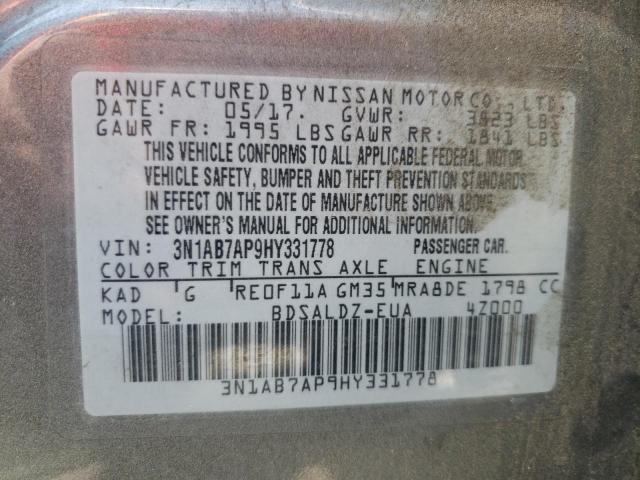 MANUFACTURED BY NISSAN MOTOR CO., LTD.
DATE: 05/17. GVWR: 3823 LBS
GAWR FR: 1995 LBS GAWR RR: 1841 LBS
THIS VEHICLE CONFORMS TO ALL APPLICABLE FEDERAL MOTOR
VEHICLE SAFETY, BUMPER AND THEFT PREVENTION STANDARDS
IN EFFECT ON THE DATE OF MANUFACTURE SHOWN ABOVE.
SEE OWNER'S MANUAL FOR ADDITIONAL INFORMATION.
VIN: 3N1AB7AP9HY331778 PASSENGER CAR.
COLOR TRIM TRANS AXLE ENGINE
KAD G RE0F11A GM35 MRA8DE 1798 CC
MODEL: BDSALDZ-EUA 4Z000
3N1AB7AP9HY331778